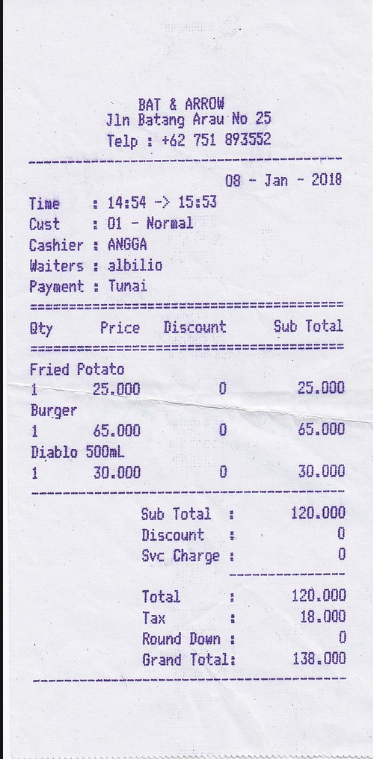 BAT & ARROW
Jln Batang Arau No 25
Telp : +62 751 893552
08 - Jan - 2018
Time : 14:54 -> 15:53
Cust : 01 - Normal
Cashier : ANGGA
Waiters : albilio
Payment : Tunai
Qty Price Discount Sub Total
Fried Potato
1 25.000 0 25.000
Burger
1 65.000 0 65.000
Diablo 500mL
1 30.000 0 30.000
Sub Total : 120.000
Discount : 0
Svc Charge : 0
Total : 120.000
Tax : 18.000
Round Down : 0
Grand Total: 138.000